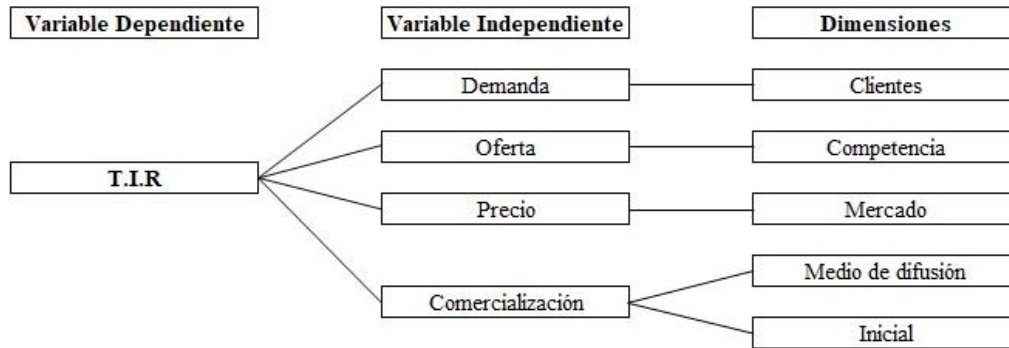 Variable Dependiente
Variable Independiente
Dimensiones
Demanda
Clientes
Oferta
Competencia
T.I.R
Precio
Mercado
Medio de difusión
Comercialización
Inicial